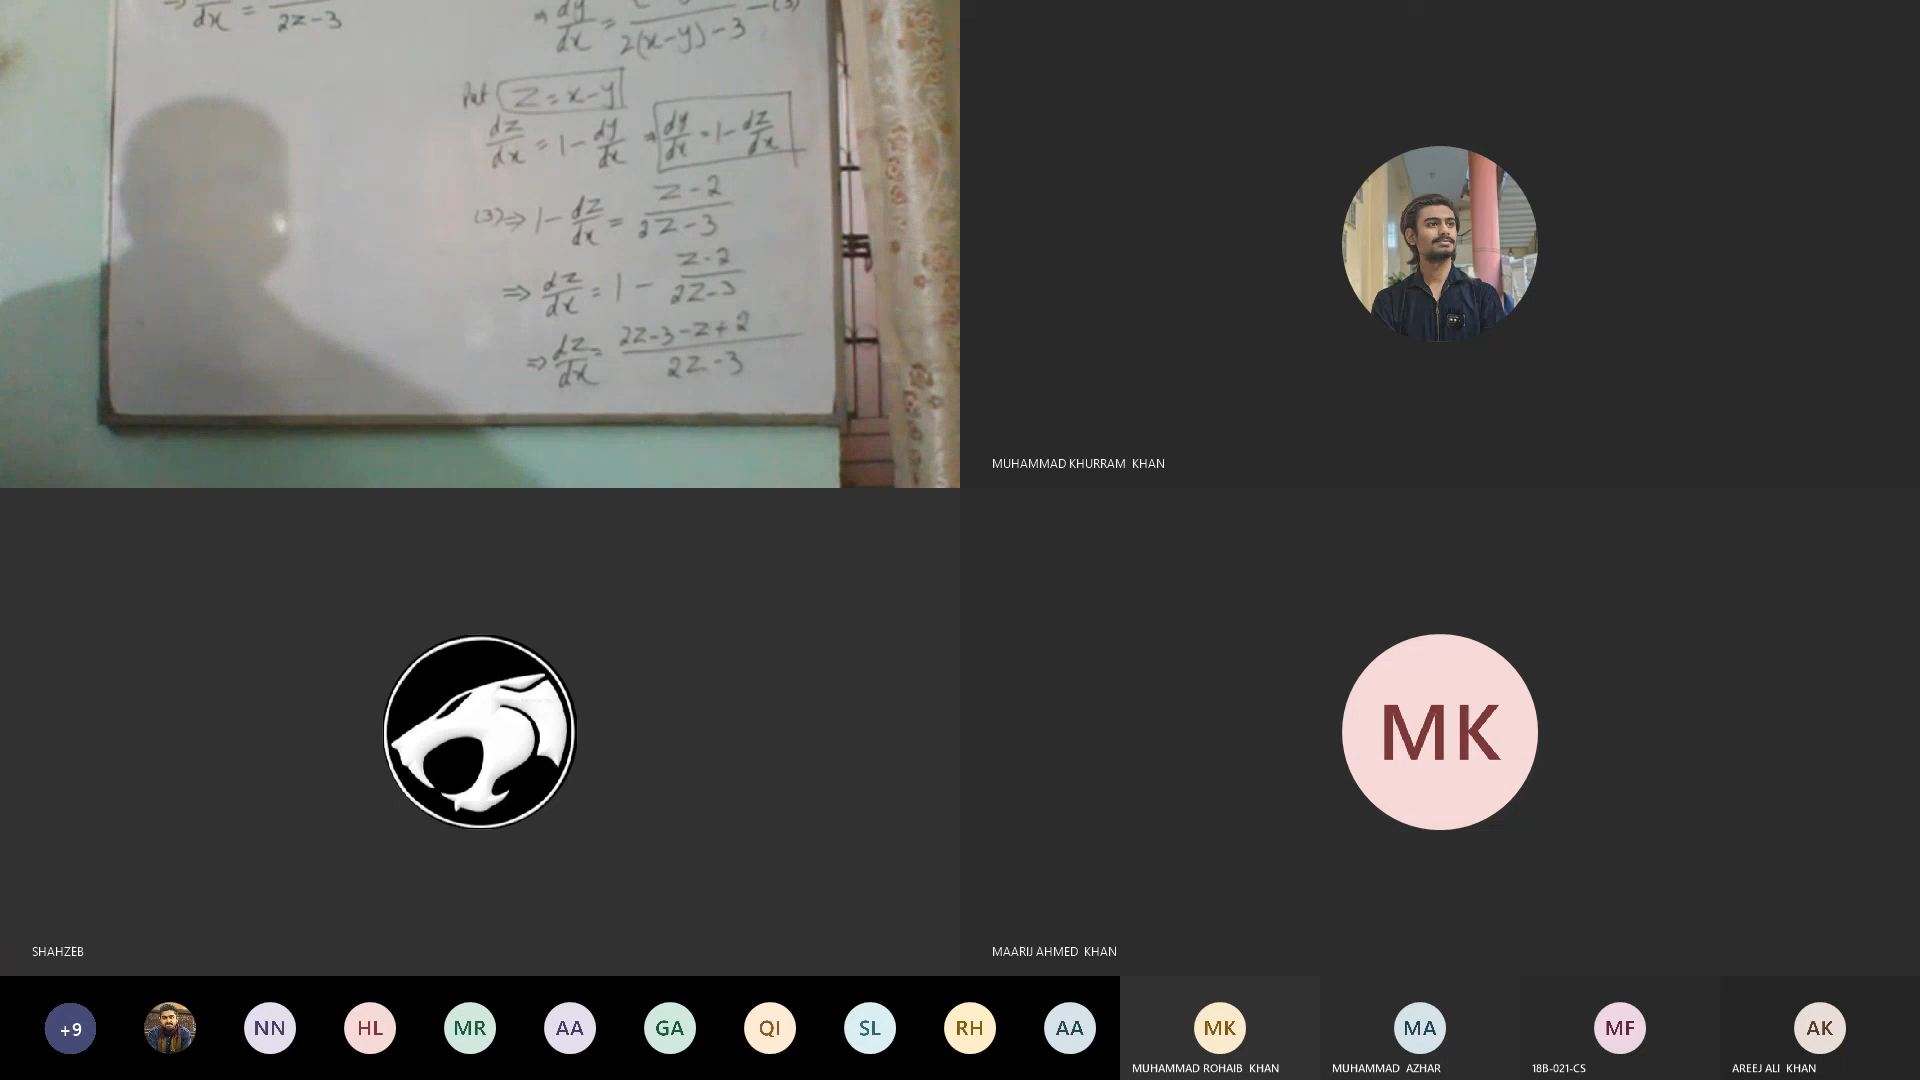 ⇒ dy/dx = 2z-3
⇒ dy/dx = 2(x-y)-3 —(3)
Put z = x-y
dz/dx = 1 - dy/dx ⇒ dy/dx = 1 - dz/dx
(3)⇒ 1 - dz/dx = z-2/2z-3
⇒ dz/dx = 1 - z-2/2z-3
⇒ dz/dx = 2z-3-z+2/2z-3
MUHAMMAD KHURRAM KHAN
MK
SHAHZEB
MAARIJ AHMED KHAN
+9
NN
HL
MR
AA
GA
QI
SL
RH
AA
MK
MA
MF
AK
MUHAMMAD ROHAIB KHAN
MUHAMMAD AZHAR
18B-021-CS
AREEJ ALI KHAN